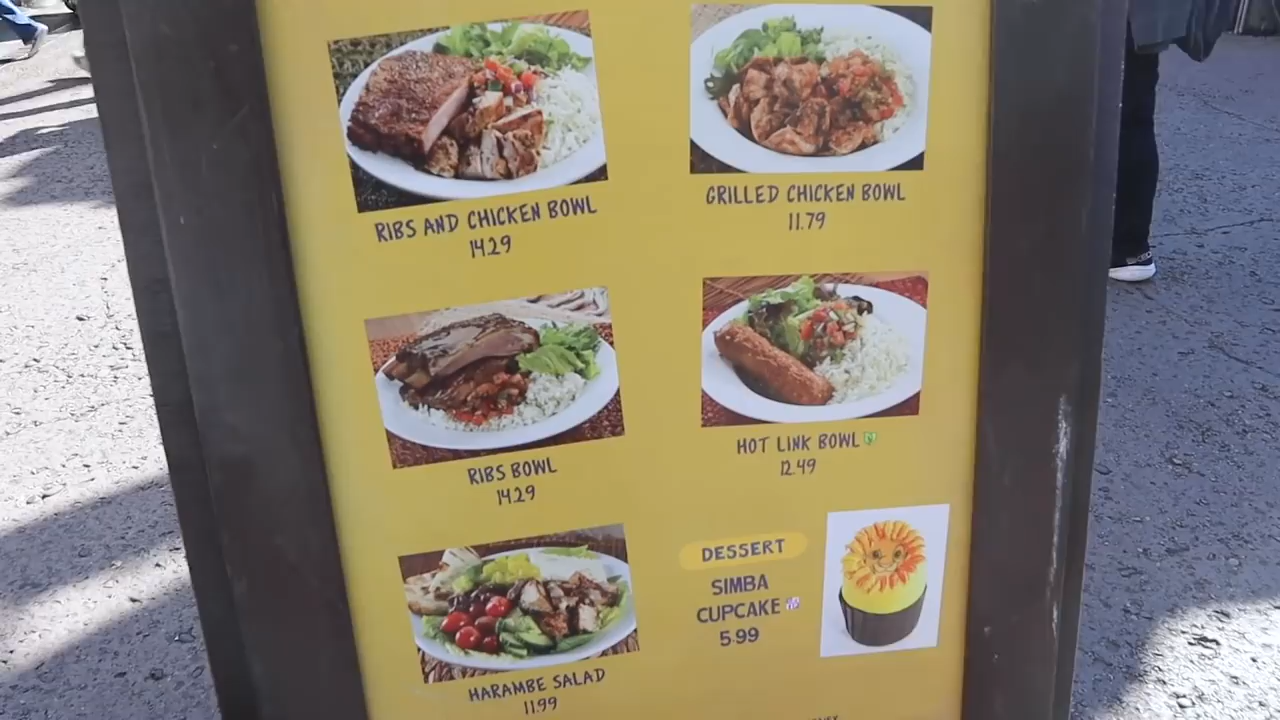 RIBS AND CHICKEN BOWL
14.29
GRILLED CHICKEN BOWL
11.79
RIBS BOWL
14.29
HOT LINK BOWL
12.49
HARAMBE SALAD
11.99
DESSERT
SIMBA
CUPCAKE
5.99